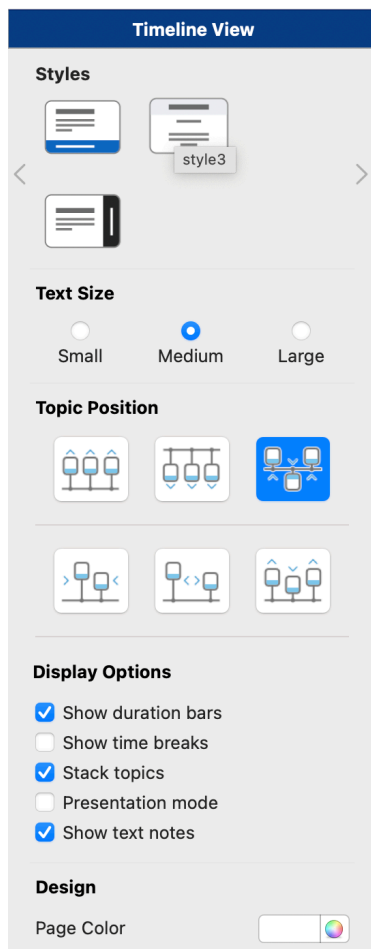 Timeline View
Styles
style3
Text Size
Small Medium Large
Topic Position
Display Options
Show duration bars
Show time breaks
Stack topics
Presentation mode
Show text notes
Design
Page Color